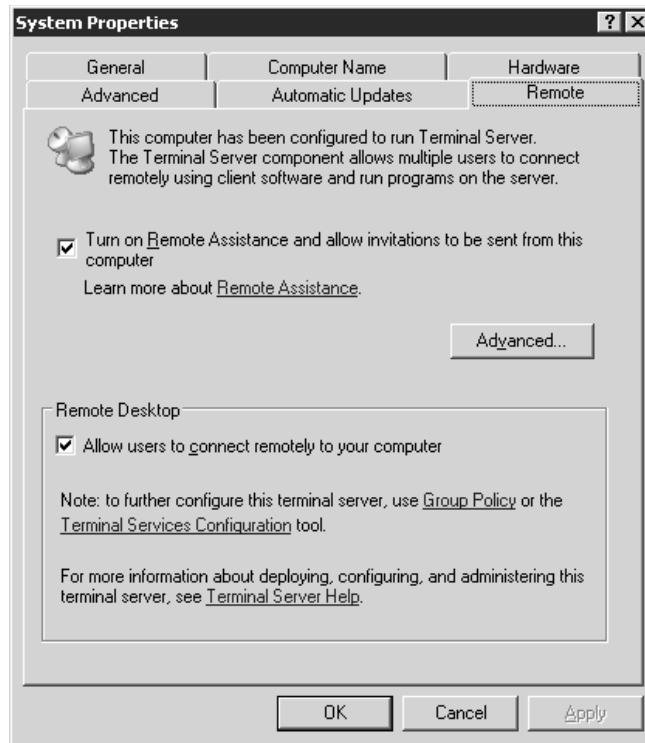 System Properties
? X
General
Computer Name
Hardware
Advanced
Automatic Updates
Remote
This computer has been configured to run Terminal Server.
The Terminal Server component allows multiple users to connect
remotely using client software and run programs on the server.
Turn on Remote Assistance and allow invitations to be sent from this
computer
Learn more about Remote Assistance.
Advanced...
Remote Desktop
Allow users to connect remotely to your computer
Note: to further configure this terminal server, use Group Policy or the
Terminal Services Configuration tool.
For more information about deploying, configuring, and administering this
terminal server, see Terminal Server Help.
OK
Cancel
Apply